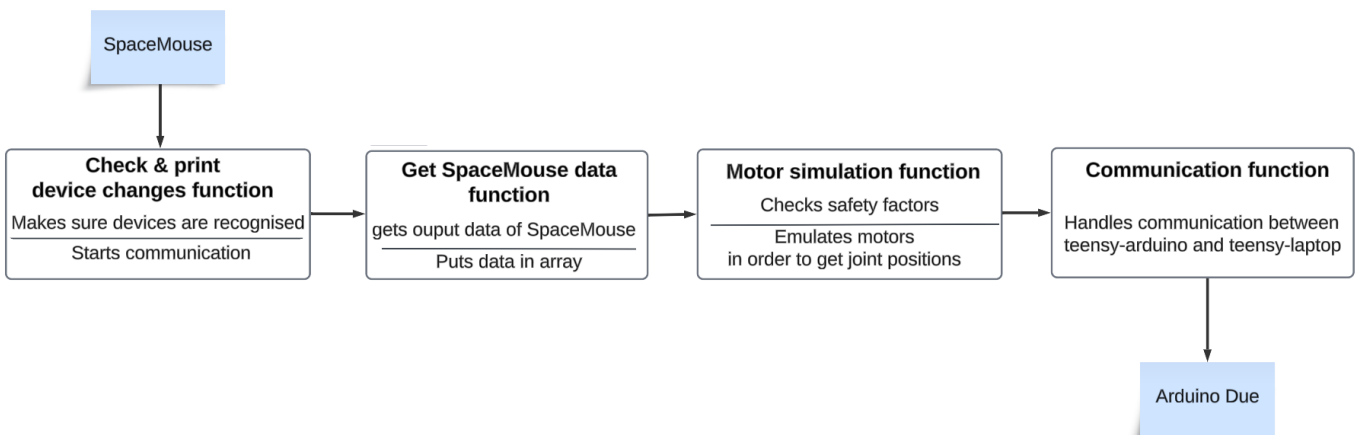 SpaceMouse
Check & print
device changes function
Makes sure devices are recognised
Starts communication
Get SpaceMouse data
function
gets ouput data of SpaceMouse
Puts data in array
Motor simulation function
Checks safety factors
Emulates motors
in order to get joint positions
Communication function
Handles communication between
teensy-arduino and teensy-laptop
Arduino Due